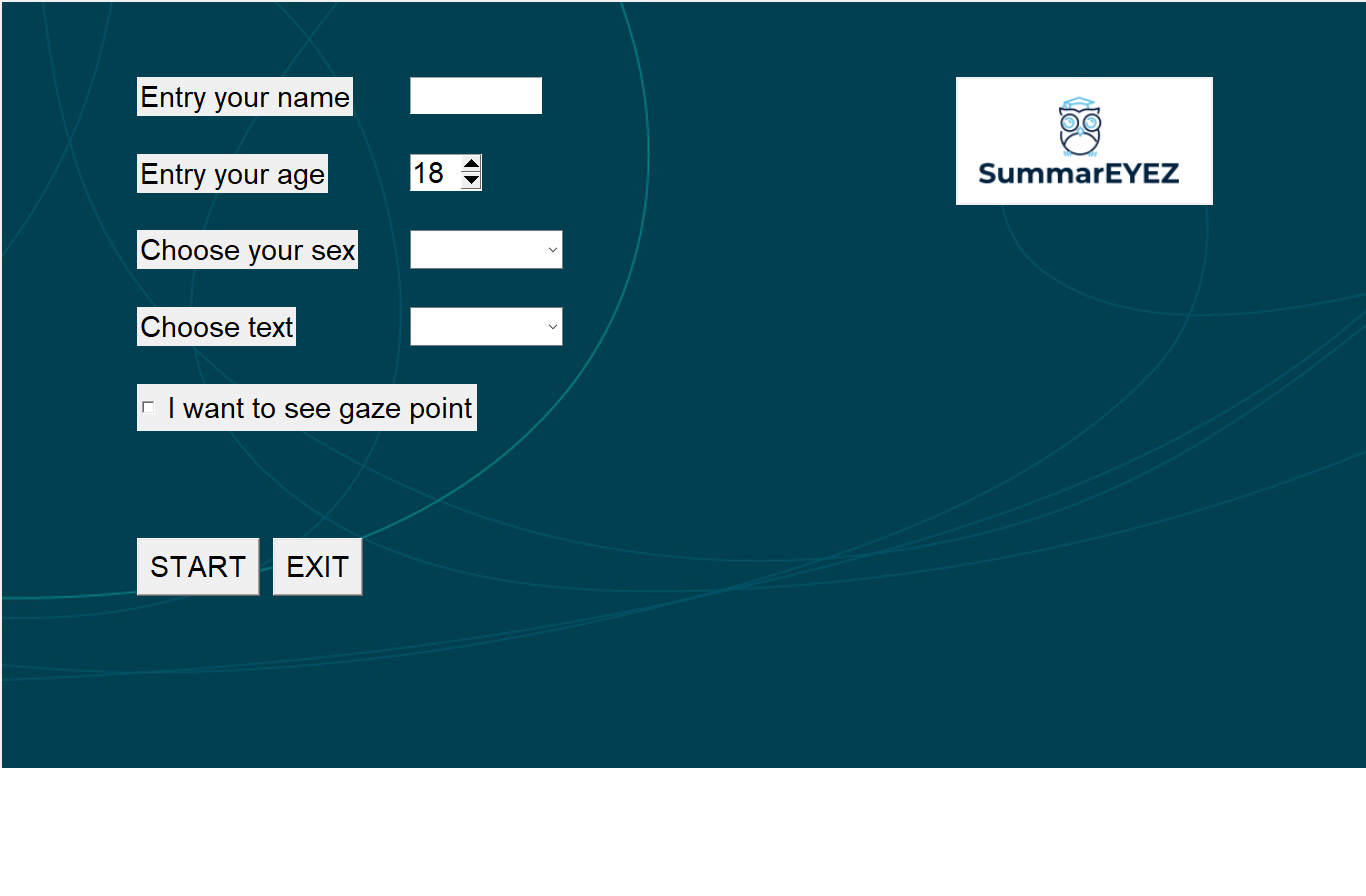 Entry your name
SummarEYEZ
Entry your age
18
Choose your sex
Choose text
I want to see gaze point
START
EXIT